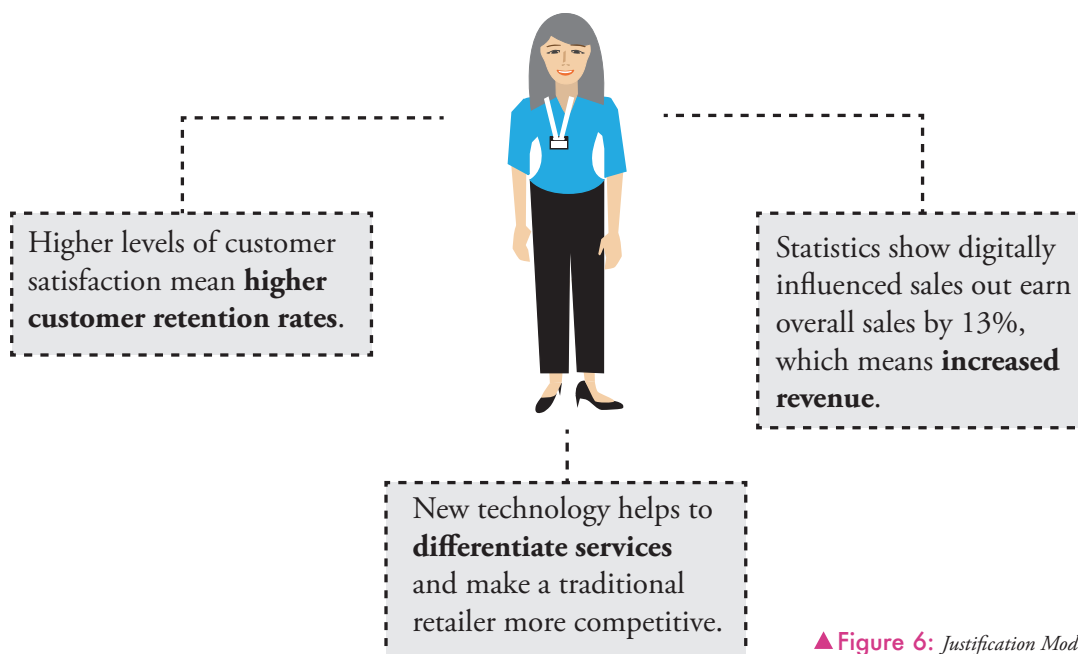 Higher levels of customer
satisfaction mean higher
customer retention rates.
Statistics show digitally
influenced sales out earn
overall sales by 13%,
which means increased
revenue.
New technology helps to
differentiate services
and make a traditional
retailer more competitive.
▲ Figure 6: Justification Mod